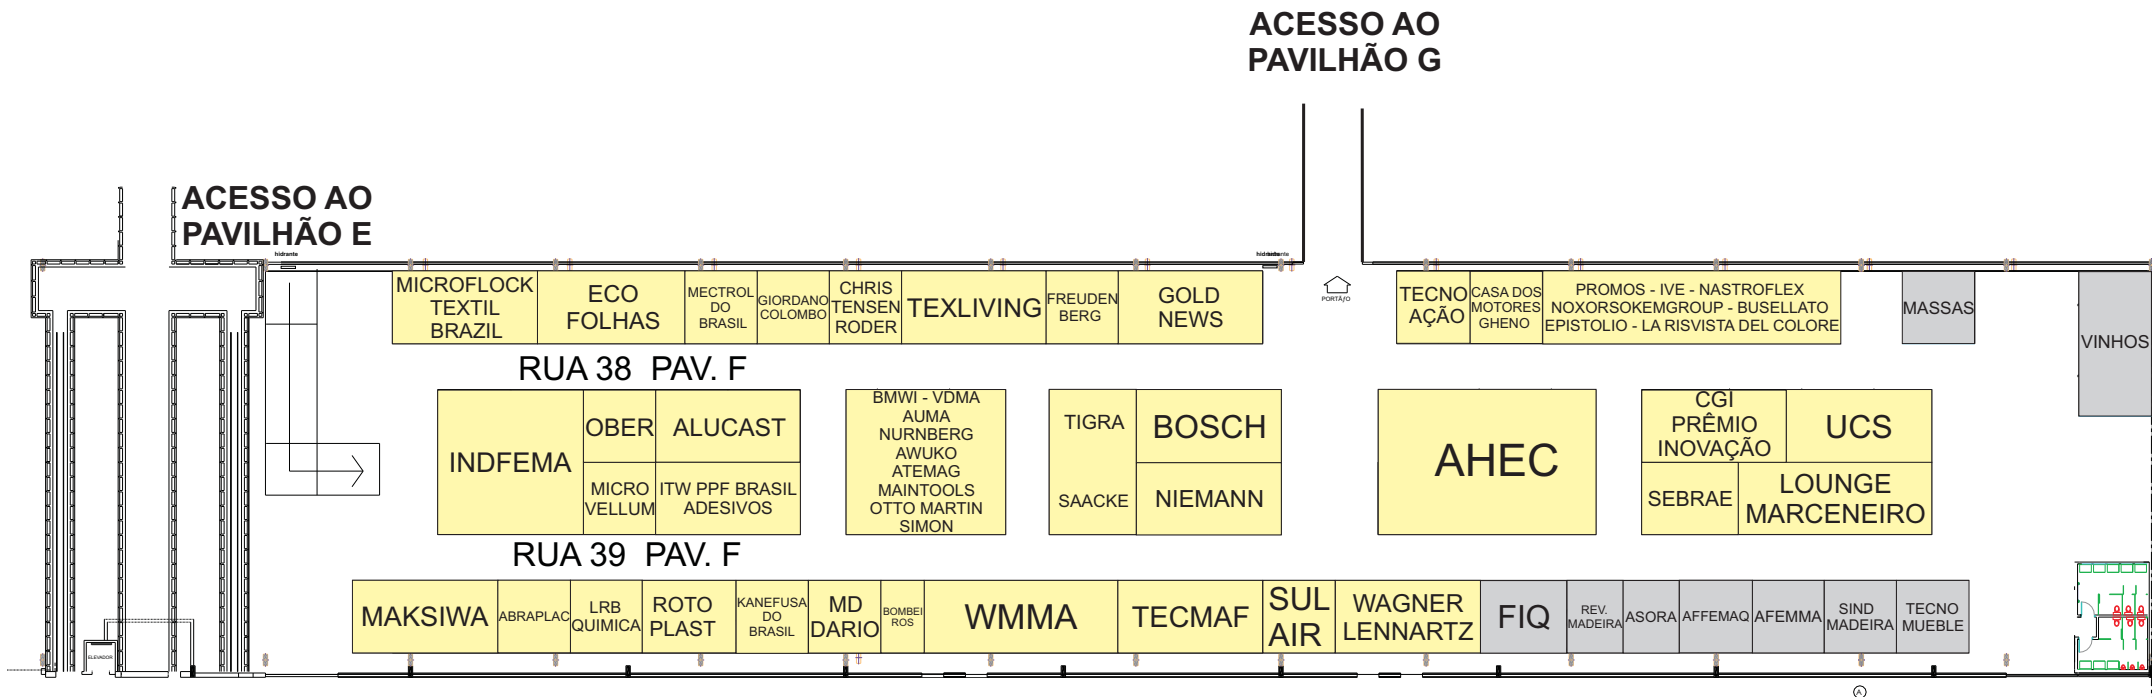 ACESSO AO
PAVILHÃO G
ACESSO AO
PAVILHÃO E
hidrante
hidrante
PORTÃO
MICROFLOCK
TEXTIL
BRAZIL
ECO
FOLHAS
MECTROL
DO
BRASIL
GIORDANO
COLOMBO
CHRIS
TENSEN
RODER
TEXLIVING
FREUDEN
BERG
GOLD
NEWS
TECNO
AÇÃO
CASA DOS
MOTORES
GHENO
PROMOS - IVE - NASTROFLEX
NOXORSOKEMGROUP - BUSELLATO
EPISTOLIO - LA RISVISTA DEL COLORE
MASSAS
VINHOS
RUA 38 PAV. F
INDFEMA
OBER
ALUCAST
MICRO
VELLUM
ITW PPF BRASIL
ADESIVOS
BMWI - VDMA
AUMA
NURNBERG
AWUKO
ATEMAG
MAINTOOLS
OTTO MARTIN
SIMON
TIGRA
SAACKE
BOSCH
NIEMANN
AHEC
CGI
PRÊMIO
INOVAÇÃO
UCS
SEBRAE
LOUNGE
MARCENEIRO
RUA 39 PAV. F
MAKSIWA
ABRAPLAC
LRB
QUIMICA
ROTO
PLAST
KANEFUSA
DO
BRASIL
MD
DARIO
BOMBEI
ROS
WMMA
TECMAF
SUL
AIR
WAGNER
LENNARTZ
FIQ
REV.
MADEIRA
ASORA
AFFEMAQ
AFEMMA
SIND
MADEIRA
TECNO
MUEBLE
ELEVADOR
A